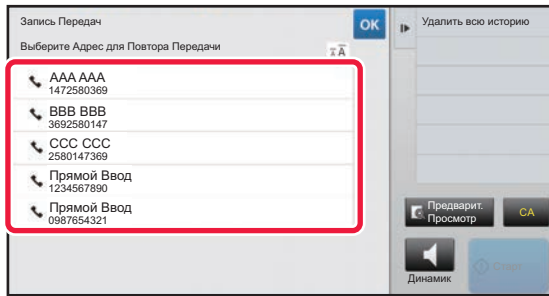 Запись Передач
OK
Удалить всю историю
Выберите Адрес для Повтора Передачи
A A
AAA AAA
1472580369
BBB BBB
3692580147
CCC CCC
2580147369
Прямой Ввод
1234567890
Прямой Ввод
0987654321
Предварит.
Просмотр
CA
Динамик
Старт